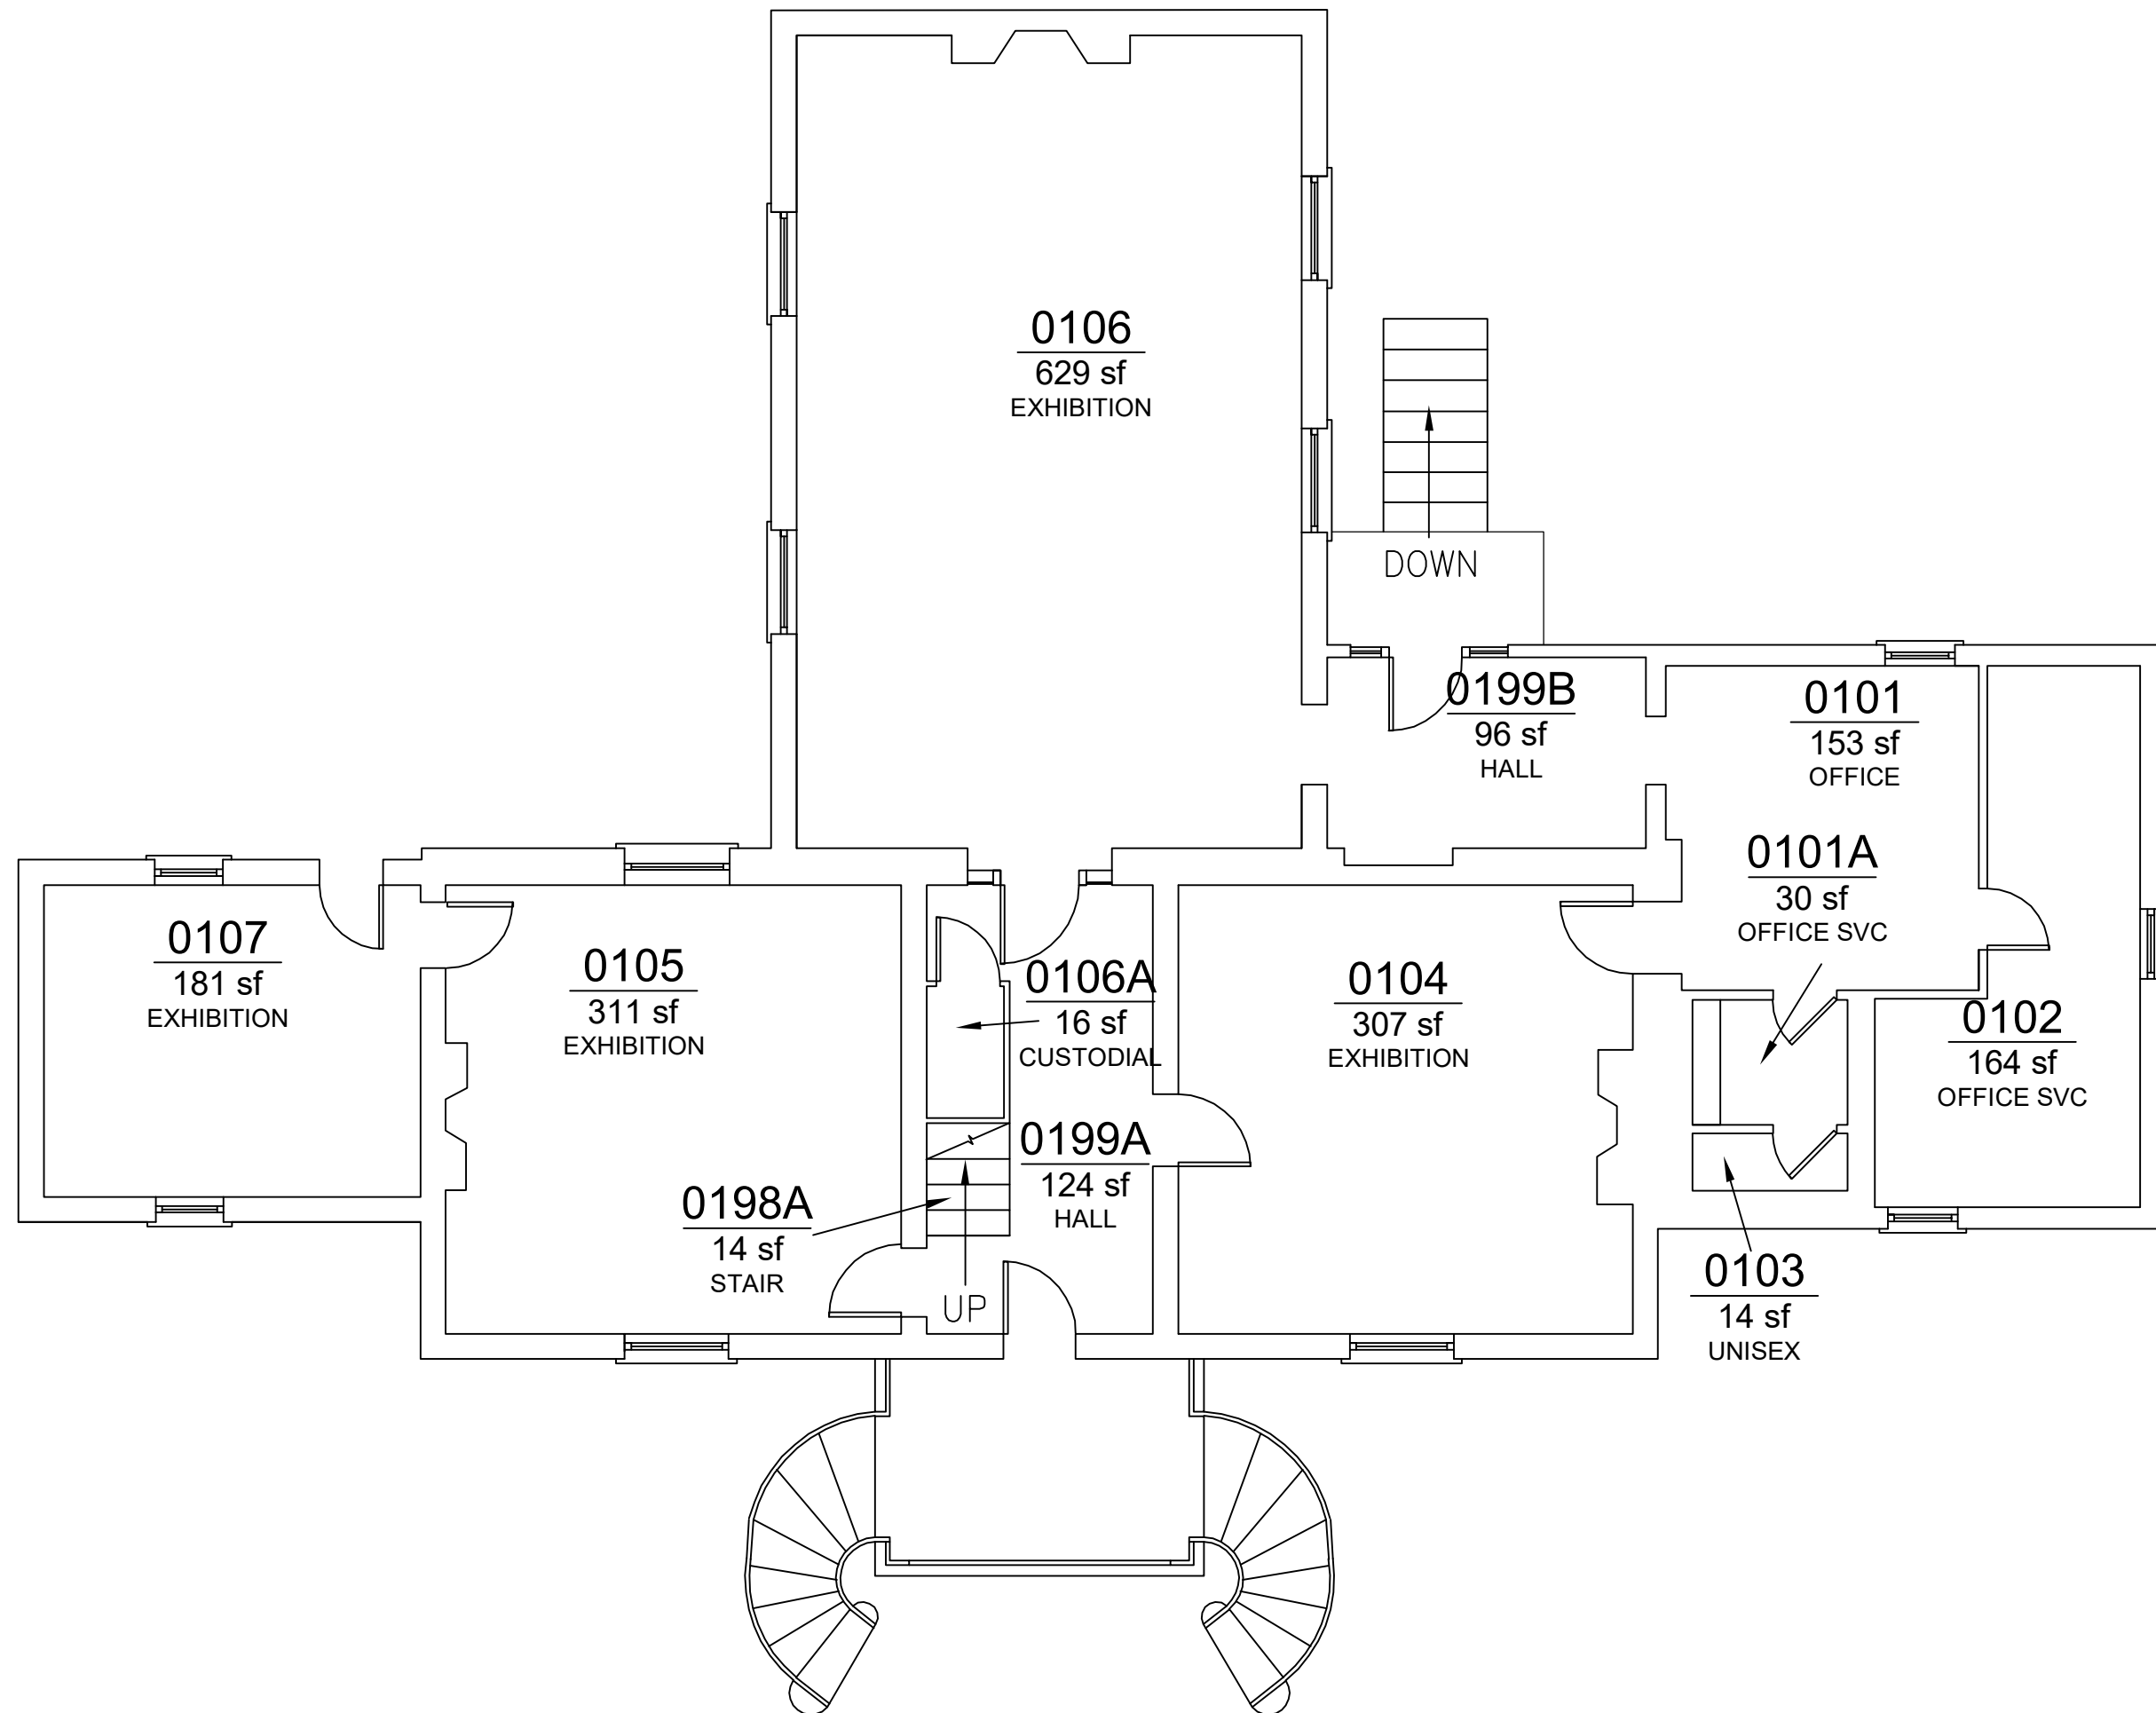 0106
629 sf
EXHIBITION
DOWN
0199B
96 sf
HALL
0101
153 sf
OFFICE
0101A
30 sf
OFFICE SVC
0107
181 sf
EXHIBITION
0105
311 sf
EXHIBITION
0106A
16 sf
CUSTODIAL
0104
307 sf
EXHIBITION
0102
164 sf
OFFICE SVC
0199A
124 sf
HALL
0198A
14 sf
STAIR
UP
0103
14 sf
UNISEX